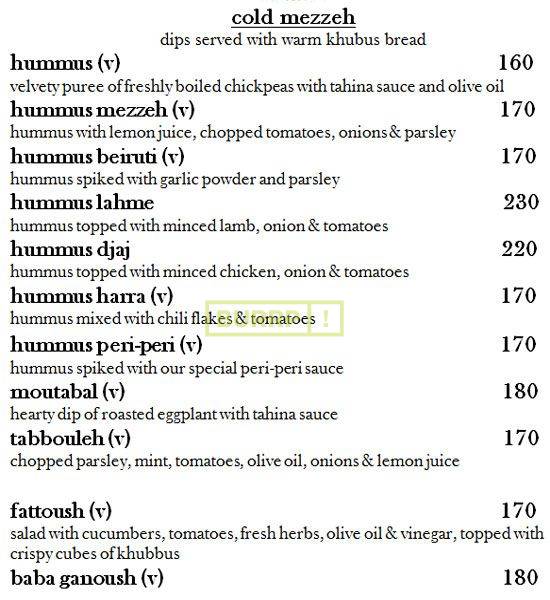 cold mezzeh
dips served with warm khubus bread
hummus (v) 160
velvety puree of freshly boiled chickpeas with tahina sauce and olive oil
hummus mezzeh (v) 170
hummus with lemon juice, chopped tomatoes, onions & parsley
hummus beiruti (v) 170
hummus spiked with garlic powder and parsley
hummus lahme 230
hummus topped with minced lamb, onion & tomatoes
hummus djaj 220
hummus topped with minced chicken, onion & tomatoes
hummus harra (v) 170
hummus mixed with chili flakes & tomatoes
BURRP!
hummus peri-peri (v) 170
hummus spiked with our special peri-peri sauce
moutabal (v) 180
hearty dip of roasted eggplant with tahina sauce
tabbouleh (v) 170
chopped parsley, mint, tomatoes, olive oil, onions & lemon juice
fattoush (v) 170
salad with cucumbers, tomatoes, fresh herbs, olive oil & vinegar, topped with
crispy cubes of khubbus
baba ganoush (v) 180